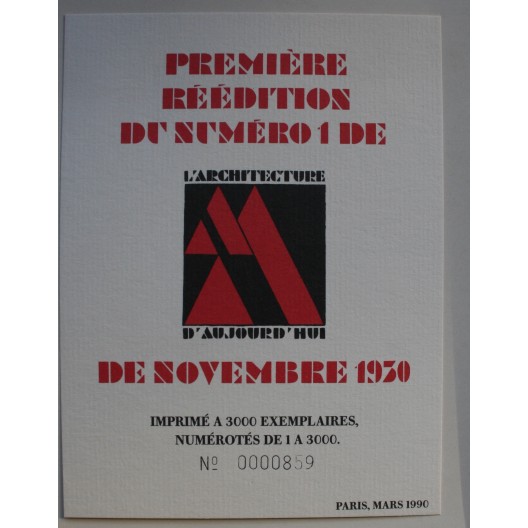 PREMIÈRE
RÉÉDITION
DU NUMÉRO 1 DE
L'ARCHITECTURE
D'AUJOURD'HUI
DE NOVEMBRE 1930
IMPRIMÉ A 3000 EXEMPLAIRES,
NUMÉROTÉS DE 1 A 3000.
Nº 0000859
PARIS, MARS 1990